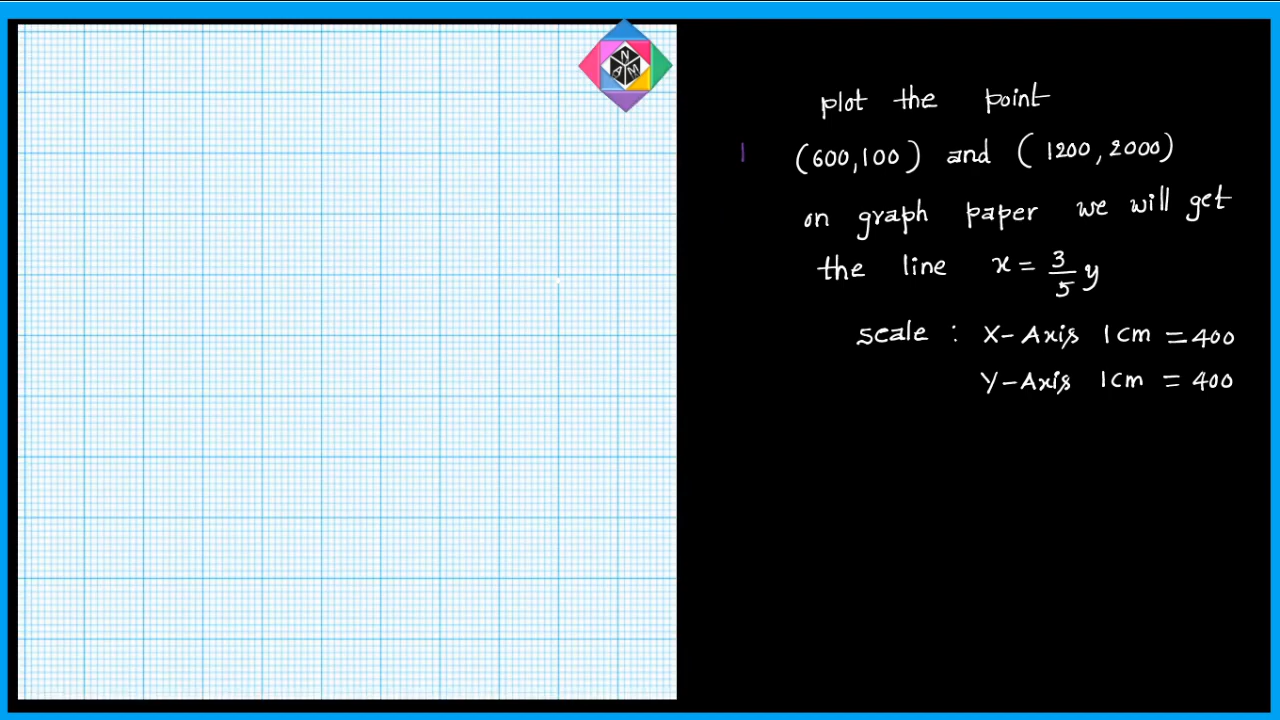 N
A M
plot the point
(600,100) and (1200, 2000)
on graph paper we will get
the line x = 3/5 y
scale : X-Axis 1cm = 400
Y-Axis 1cm = 400